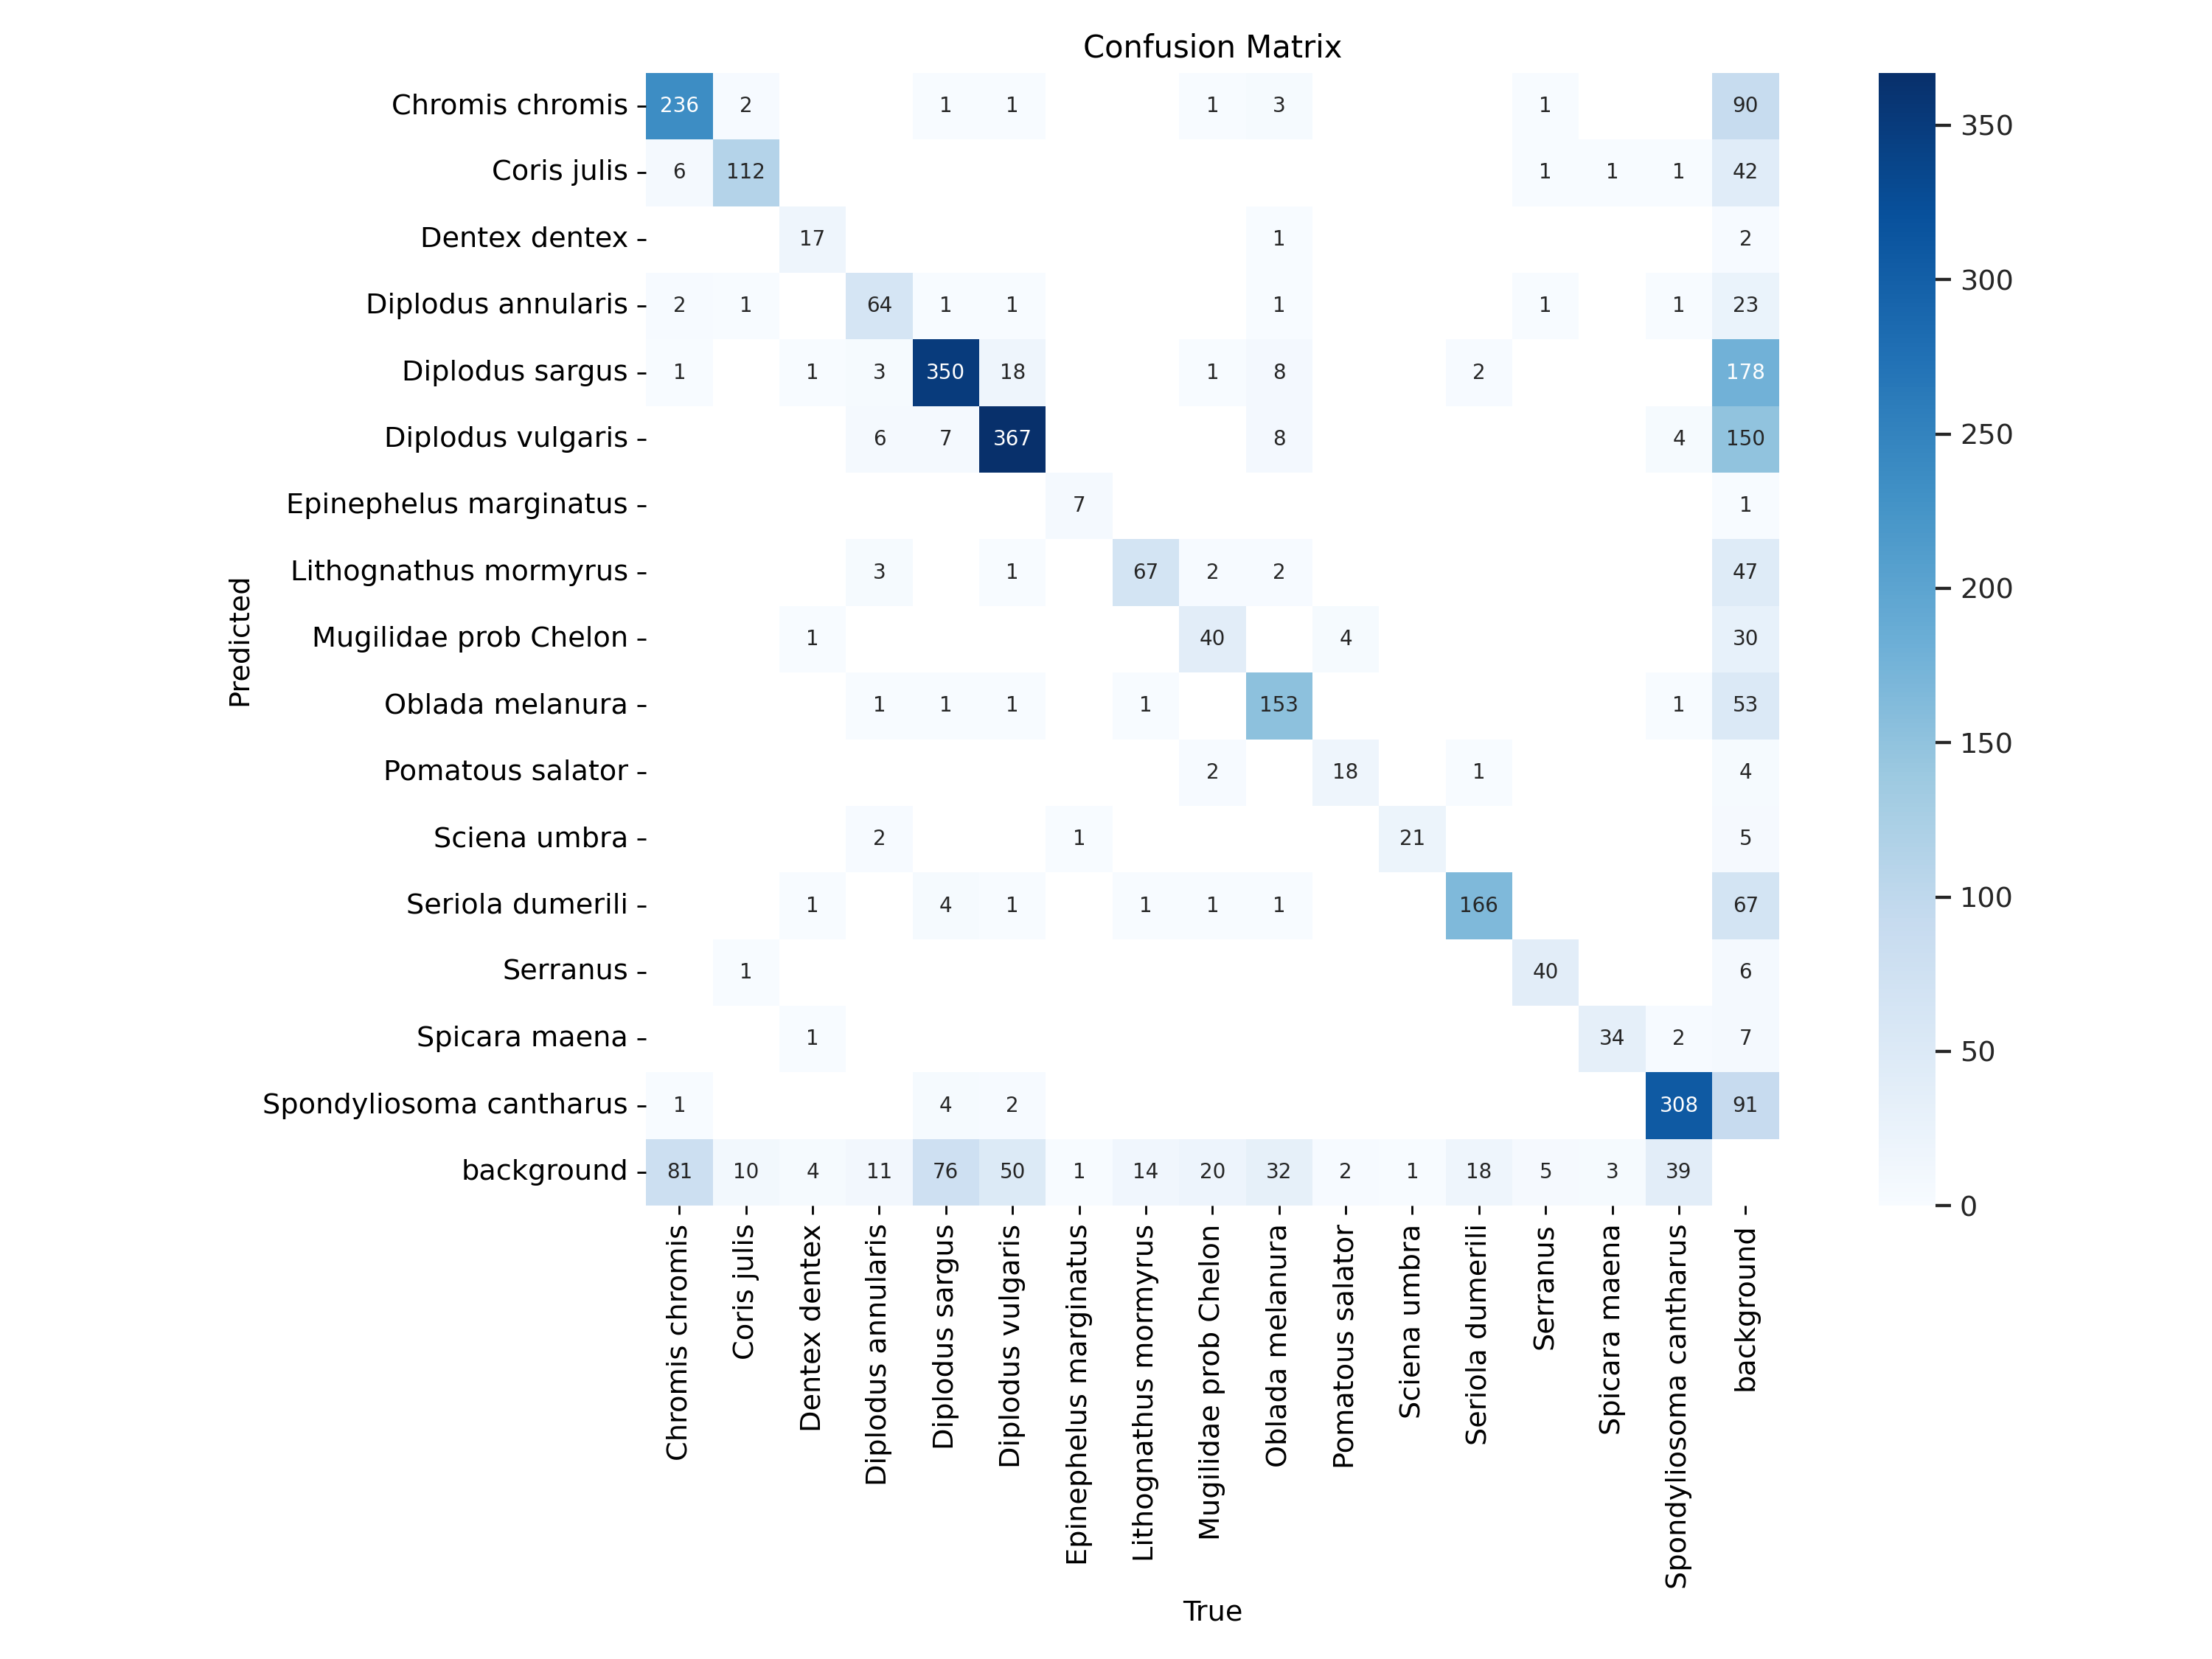 Confusion Matrix
Chromis chromis 236 2 1 1 1 3 1 90
Coris julis 6 112 1 1 1 42
Dentex dentex 17 1 2
Diplodus annularis 2 1 64 1 1 1 1 1 23
Diplodus sargus 1 1 3 350 18 1 8 2 178
Diplodus vulgaris 6 7 367 8 4 150
Epinephelus marginatus 7 1
Lithognathus mormyrus 3 1 67 2 2 47
Mugilidae prob Chelon 1 40 4 30
Oblada melanura 1 1 1 1 153 1 53
Pomatous salator 2 18 1 4
Sciena umbra 2 1 21 5
Seriola dumerili 1 4 1 1 1 1 166 67
Serranus 1 40 6
Spicara maena 1 34 2 7
Spondyliosoma cantharus 1 4 2 308 91
background 81 10 4 11 76 50 1 14 20 32 2 1 18 5 3 39
Predicted
Chromis chromis
Coris julis
Dentex dentex
Diplodus annularis
Diplodus sargus
Diplodus vulgaris
Epinephelus marginatus
Lithognathus mormyrus
Mugilidae prob Chelon
Oblada melanura
Pomatous salator
Sciena umbra
Seriola dumerili
Serranus
Spicara maena
Spondyliosoma cantharus
background
True
350
300
250
200
150
100
50
0